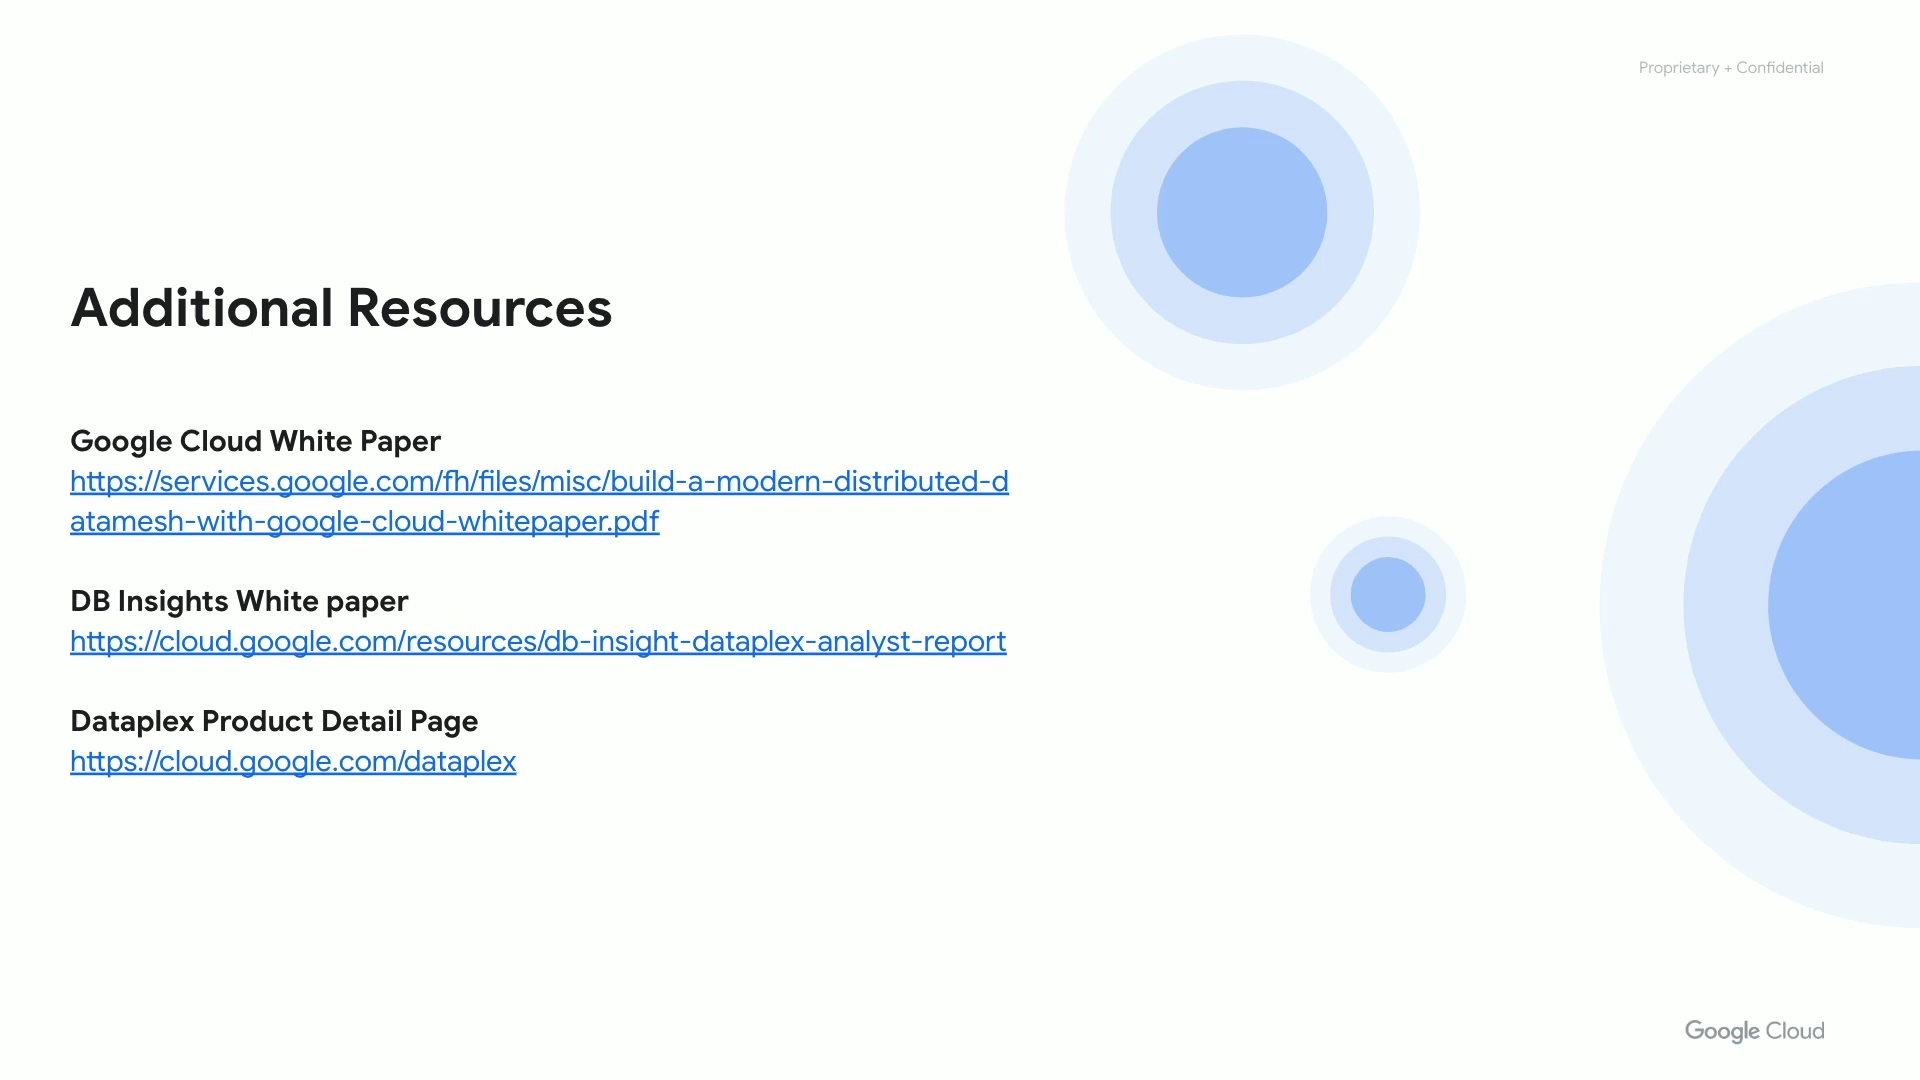 Proprietary + Confidential
Additional Resources
Google Cloud White Paper
https://services.google.com/fh/files/misc/build-a-modern-distributed-d
atamesh-with-google-cloud-whitepaper.pdf
DB Insights White paper
https://cloud.google.com/resources/db-insight-dataplex-analyst-report
Dataplex Product Detail Page
https://cloud.google.com/dataplex
Google Cloud